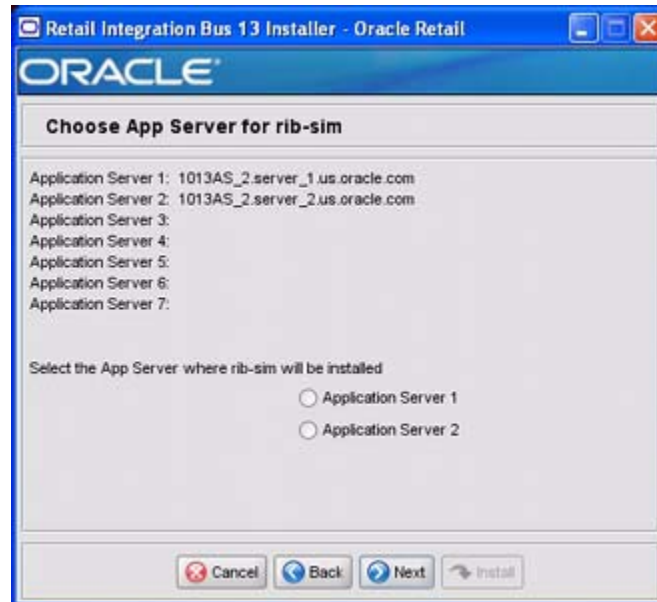 Retail Integration Bus 13 Installer - Oracle Retail
ORACLE
Choose App Server for rib-sim
Application Server 1: 1013AS_2.server_1.us.oracle.com
Application Server 2: 1013AS_2.server_2.us.oracle.com
Application Server 3:
Application Server 4:
Application Server 5:
Application Server 6:
Application Server 7:
Select the App Server where rib-sim will be installed
Application Server 1
Application Server 2
Cancel Back Next Install